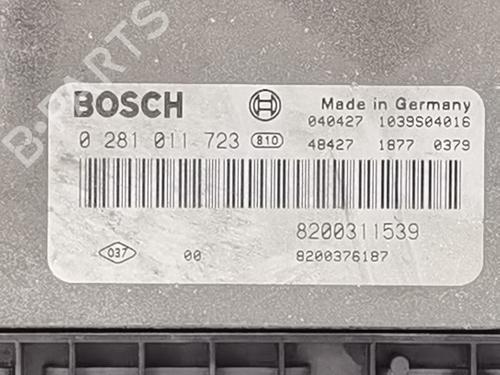 B-PARTS
BOSCH Made in Germany
040427 1039S04016
0 281 011 723 810 48427 1877 0379
8200311539
037 00 8200376187